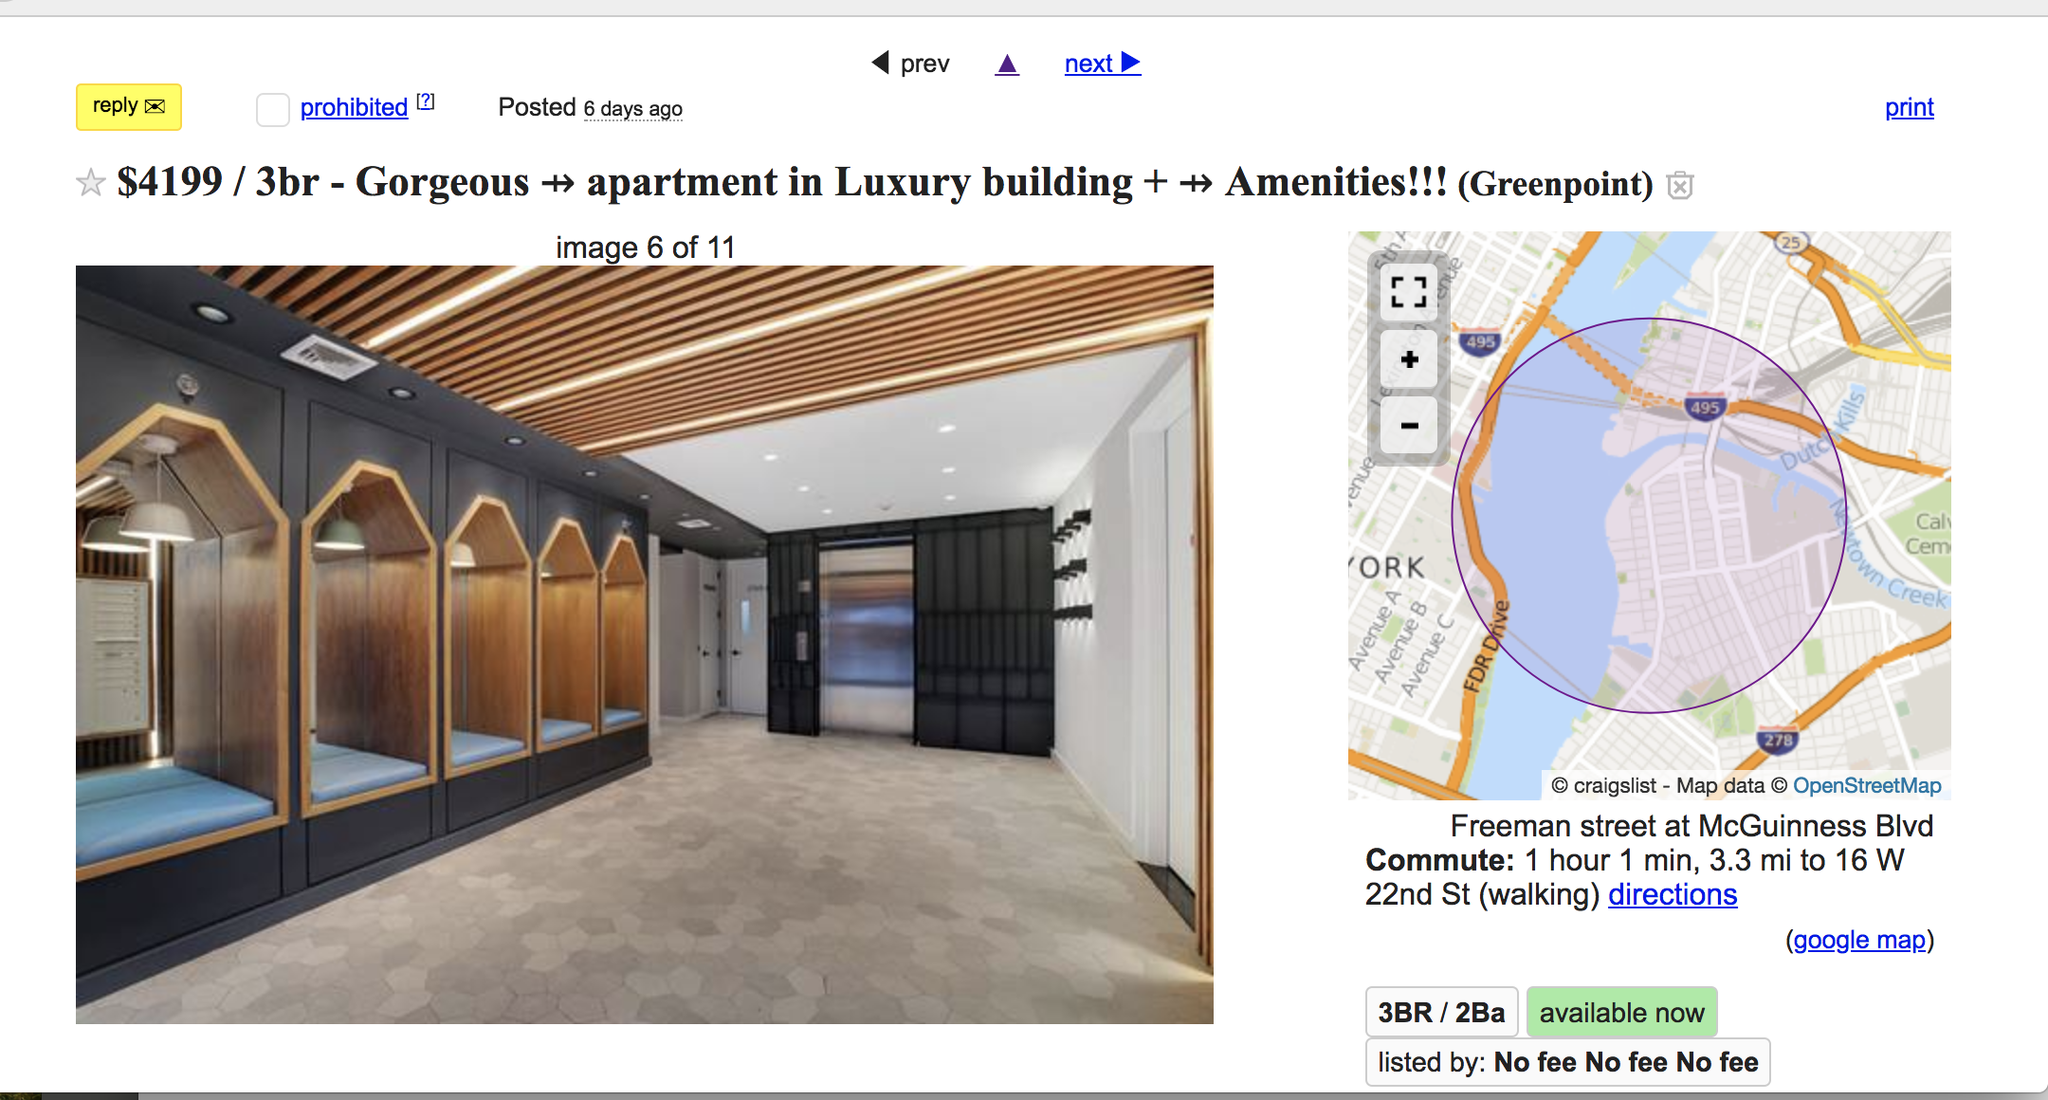 ◀ prev ▲ next ▶
reply ✉ prohibited [?] Posted 6 days ago print
☆ $4199 / 3br - Gorgeous ⇸ apartment in Luxury building + ⇸ Amenities!!! (Greenpoint)
image 6 of 11
25
495
+
495
-
Dutch Kills
YORK
Avenue A
Avenue B
Avenue C
FDR Drive
Newtown Creek
278
© craigslist - Map data © OpenStreetMap
Freeman street at McGuinness Blvd
Commute: 1 hour 1 min, 3.3 mi to 16 W
22nd St (walking) directions
(google map)
3BR / 2Ba available now
listed by: No fee No fee No fee